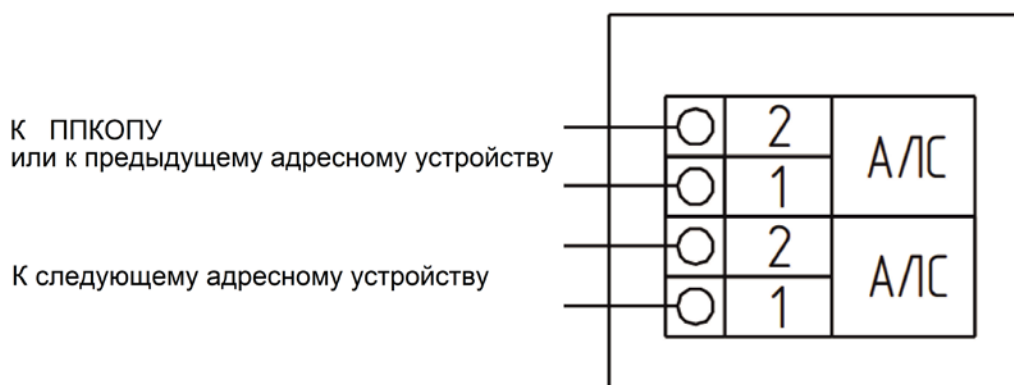 К ППКОПУ
или к предыдущему адресному устройству
К следующему адресному устройству
2
1
АЛС
2
1
АЛС